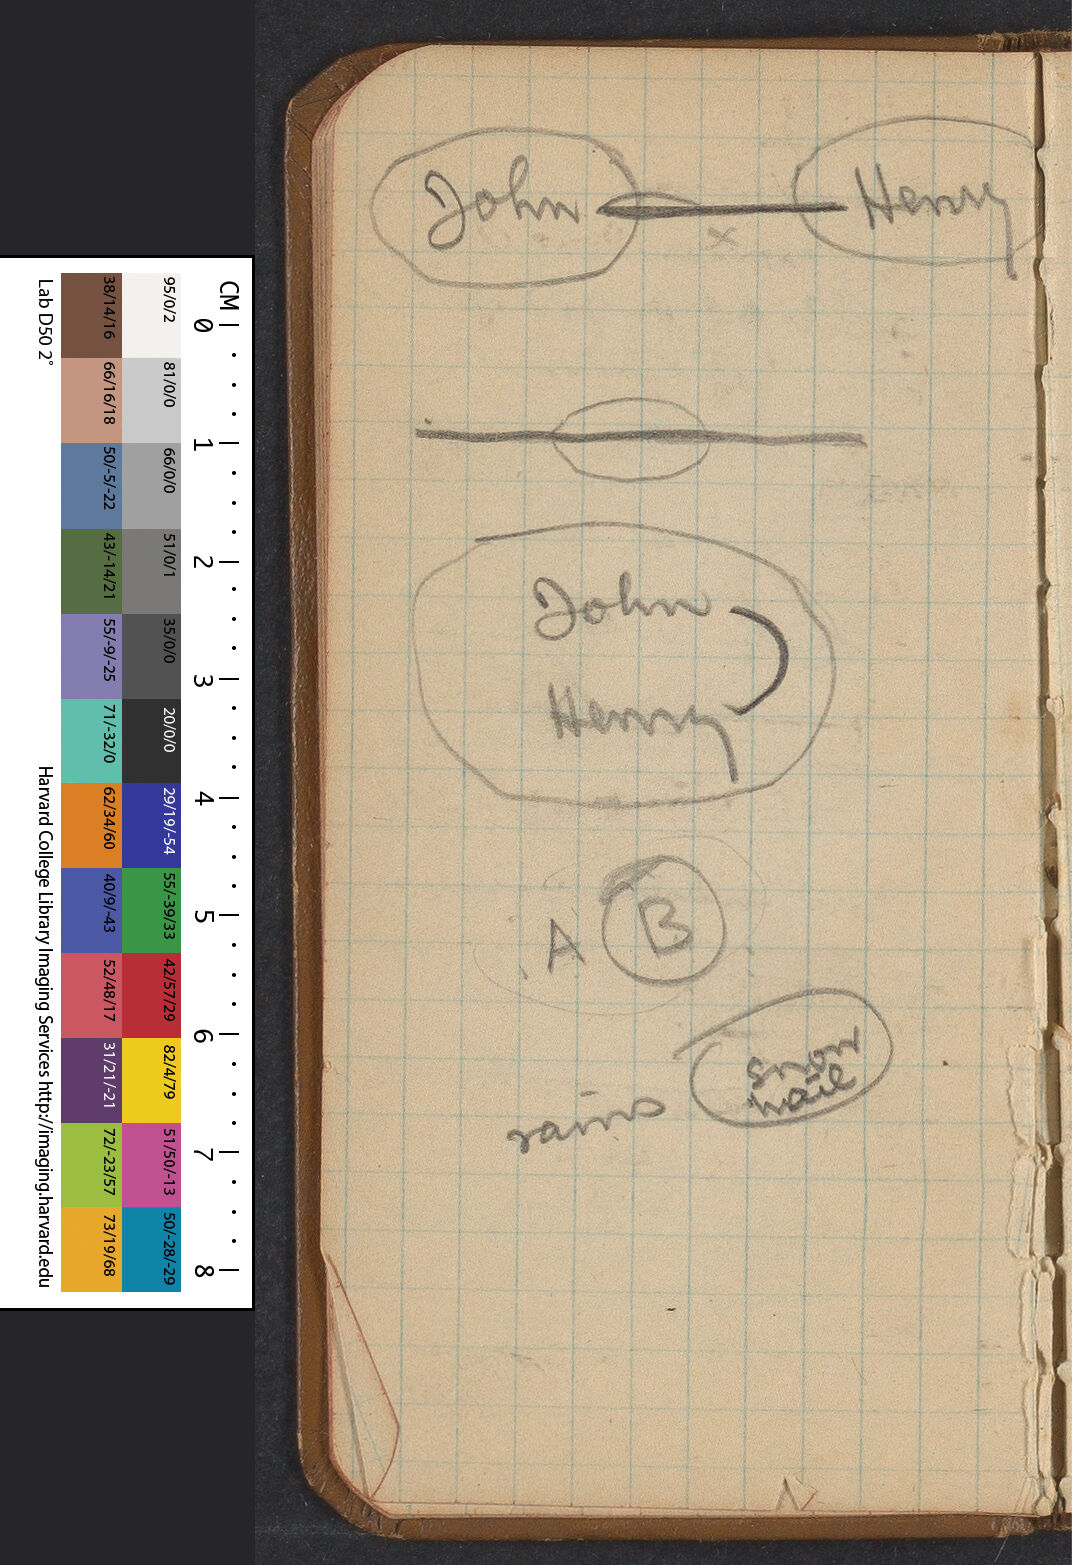 John Henry
x
John
Henry
A B
snow
hail
rains
CM 0 1 2 3 4 5 6 7 8
95/0/2 81/0/0 66/0/0 51/0/1 35/0/0 20/0/0 29/19/-54 55/-39/33 42/57/29 82/4/79 51/50/-13 50/-28/-29
38/14/16 66/16/18 50/-5/-22 43/-14/21 55/-9/-25 71/-32/0 62/34/60 40/9/-43 52/48/17 31/21/-21 72/-23/57 73/19/68
Lab D50 2° Harvard College Library Imaging Services http://imaging.harvard.edu